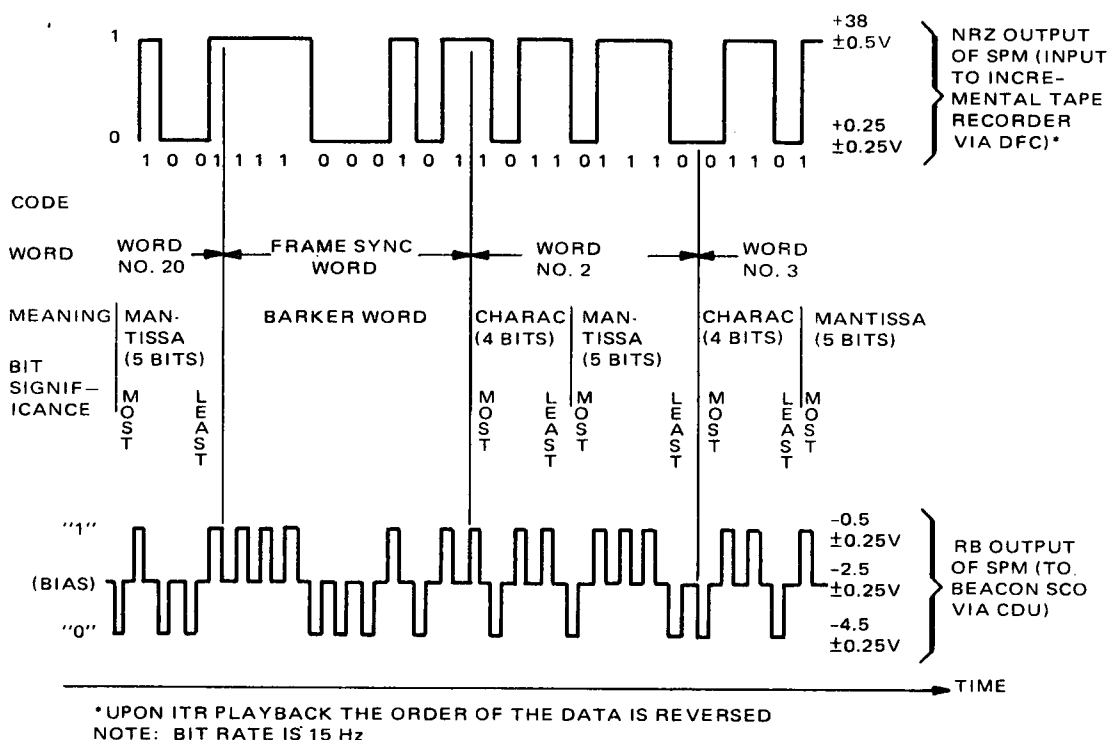 1
0
1 0 0 1 1 1 1 0 0 0 1 0 1 1 0 1 1 0 1 1 1 0 0 1 1 0 1
+38
±0.5V
+0.25
±0.25V
NRZ OUTPUT
OF SPM (INPUT
TO INCRE-
MENTAL TAPE
RECORDER
VIA DFC)*
CODE
WORD
WORD
NO. 20
FRAME SYNC
WORD
WORD
NO. 2
WORD
NO. 3
MEANING
MAN-
TISSA
(5 BITS)
BARKER WORD
CHARAC
(4 BITS)
MAN-
TISSA
(5 BITS)
CHARAC
(4 BITS)
MANTISSA
(5 BITS)
BIT
SIGNIF-
ICANCE
MOST
LEAST
MOST
LEAST
MOST
LEAST
MOST
LEAST
MOST
"1"
(BIAS)
"0"
-0.5
±0.25V
-2.5
±0.25V
-4.5
±0.25V
RB OUTPUT
OF SPM (TO.
BEACON SCO
VIA CDU)
TIME
*UPON ITR PLAYBACK THE ORDER OF THE DATA IS REVERSED
NOTE: BIT RATE IS 15 Hz